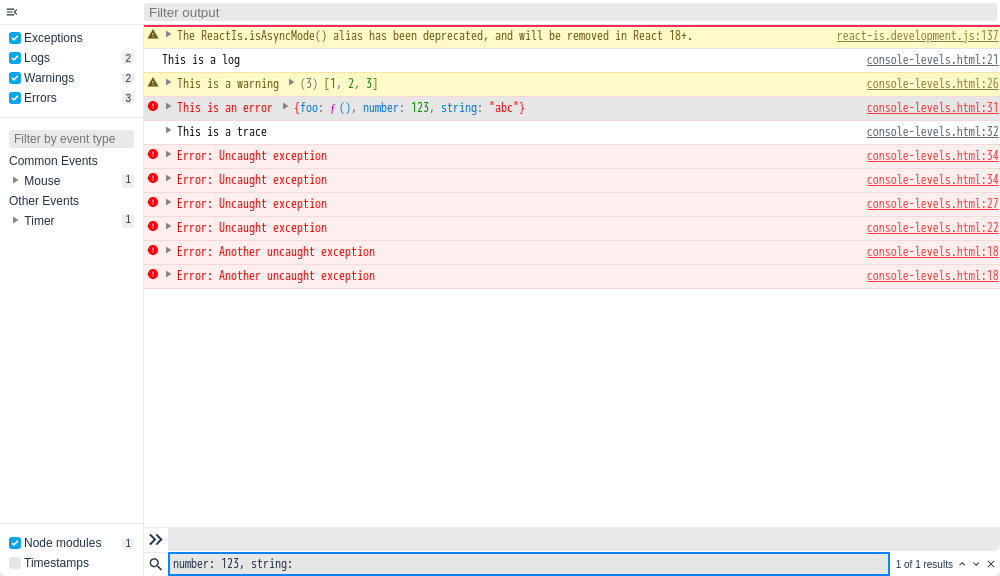 Filter output
Exceptions
Logs 2
Warnings 2
Errors 3
Filter by event type
Common Events
Mouse 1
Other Events
Timer 1
Node modules 1
Timestamps
The ReactIs.isAsyncMode() alias has been deprecated, and will be removed in React 18+. react-is.development.js:137
This is a log console-levels.html:21
This is a warning (3) [1, 2, 3] console-levels.html:26
This is an error {foo: ƒ (), number: 123, string: "abc"} console-levels.html:31
This is a trace console-levels.html:32
Error: Uncaught exception console-levels.html:34
Error: Uncaught exception console-levels.html:34
Error: Uncaught exception console-levels.html:27
Error: Uncaught exception console-levels.html:22
Error: Another uncaught exception console-levels.html:18
Error: Another uncaught exception console-levels.html:18
number: 123, string: 1 of 1 results